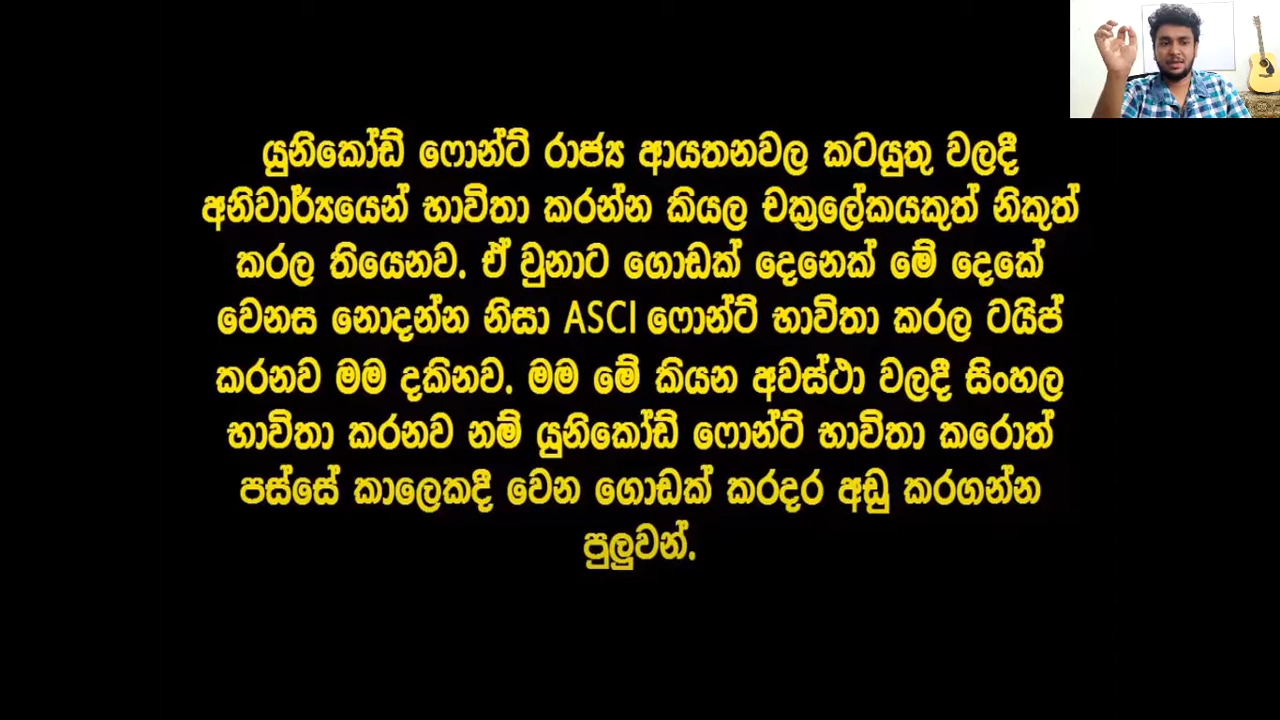 යුනිකෝඩ් ෆොන්ට් රාජ්‍ය ආයතනවල කටයුතු වලදී
අනිවාර්යයෙන් භාවිතා කරන්න කියල චක්‍රලේකයකුත් නිකුත්
කරල තියෙනව. ඒ වුනාට ගොඩක් දෙනෙක් මේ දෙකේ
වෙනස නොදන්න නිසා ASCI ෆොන්ට් භාවිතා කරල ටයිප්
කරනව මම දකිනව. මම මේ කියන අවස්ථා වලදී සිංහල
භාවිතා කරනව නම් යුනිකෝඩ් ෆොන්ට් භාවිතා කරොත්
පස්සේ කාලෙකදී වෙන ගොඩක් කරදර අඩු කරගන්න
පුලුවන්.